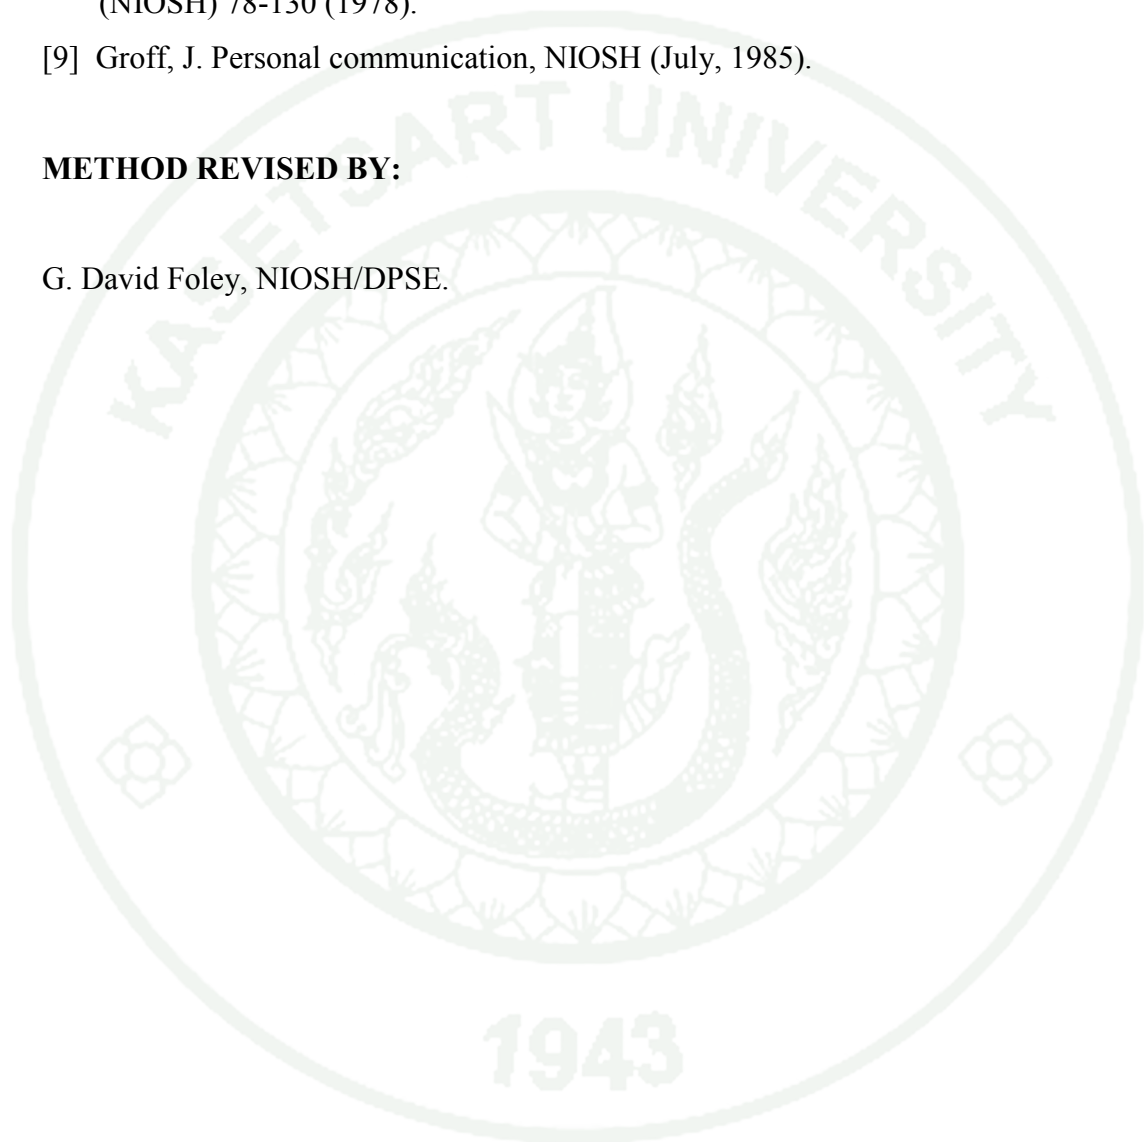 (NIOSH) 78-130 (1978).
[9] Groff, J. Personal communication, NIOSH (July, 1985).
METHOD REVISED BY:
G. David Foley, NIOSH/DPSE.
KASETSART UNIVERSITY
1943